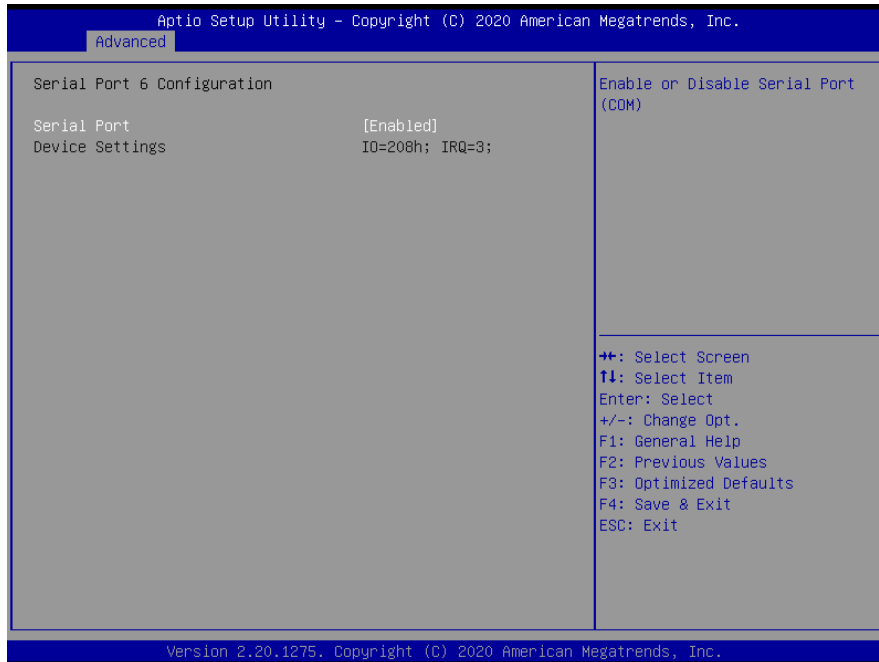 Aptio Setup Utility – Copyright (C) 2020 American Megatrends, Inc.
Advanced
Serial Port 6 Configuration
Serial Port [Enabled]
Device Settings IO=208h; IRQ=3;
Enable or Disable Serial Port
(COM)
→←: Select Screen
↑↓: Select Item
Enter: Select
+/-: Change Opt.
F1: General Help
F2: Previous Values
F3: Optimized Defaults
F4: Save & Exit
ESC: Exit
Version 2.20.1275. Copyright (C) 2020 American Megatrends, Inc.